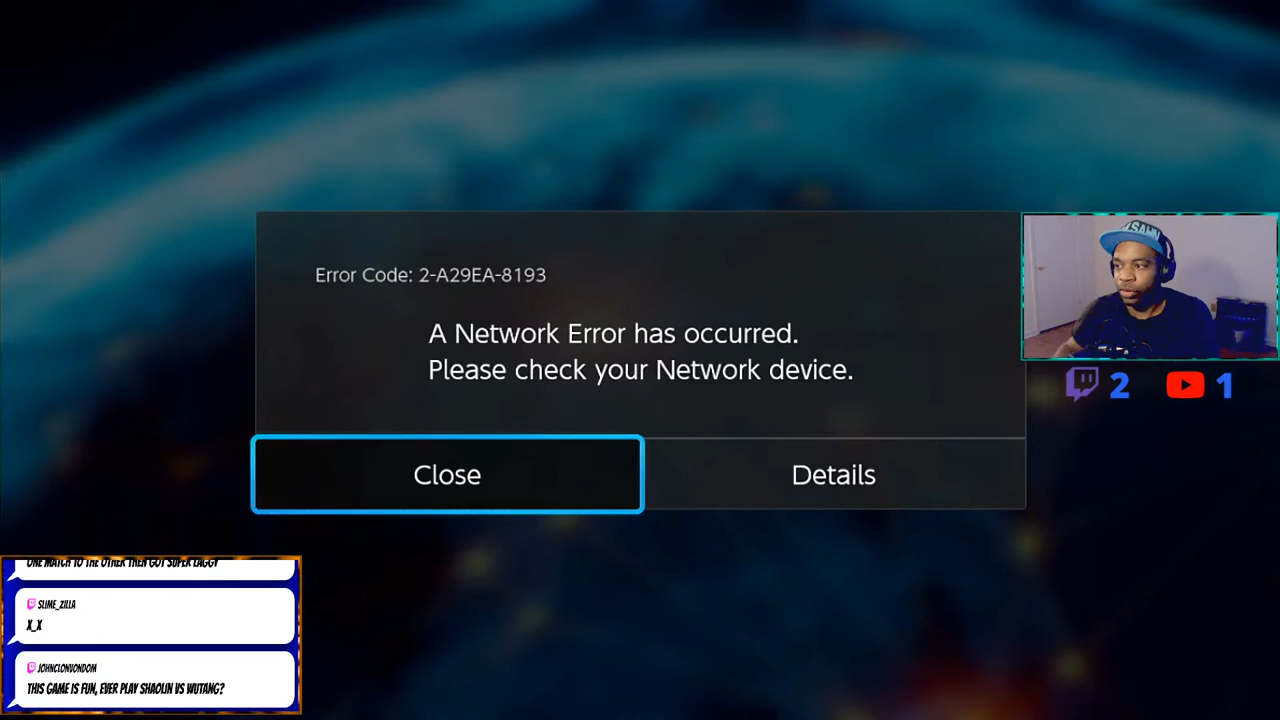 Error Code: 2-A29EA-8193
A Network Error has occurred.
Please check your Network device.
Close
Details
2
1
ONE MATCH TO THE OTHER THEN GOT SUPER LAGGY
SLIME_ZILLA
X_X
JOHNCLONVONDOM
THIS GAME IS FUN, EVER PLAY SHAOLIN VS WUTANG?